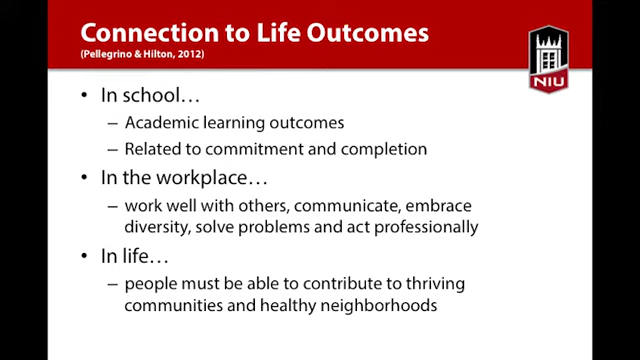 Connection to Life Outcomes
(Pellegrino & Hilton, 2012)
NIU
• In school…
– Academic learning outcomes
– Related to commitment and completion
• In the workplace…
– work well with others, communicate, embrace
diversity, solve problems and act professionally
• In life…
– people must be able to contribute to thriving
communities and healthy neighborhoods